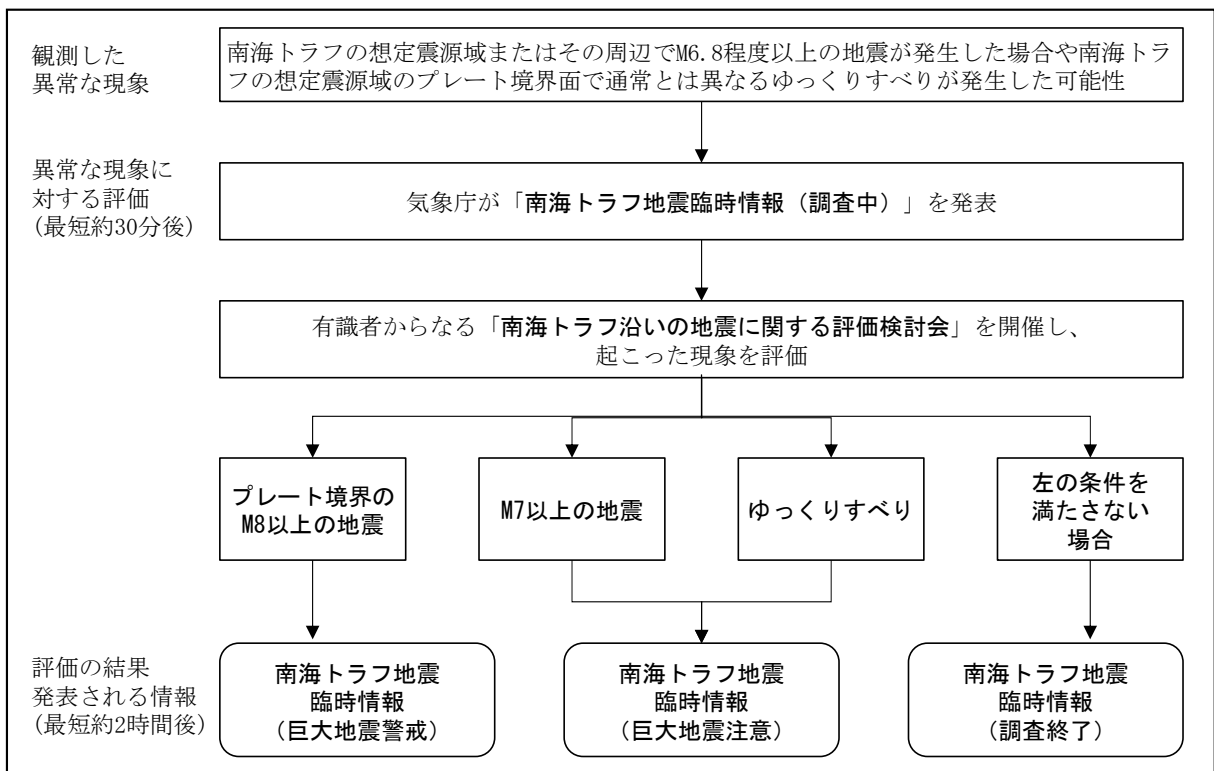 観測した
異常な現象
南海トラフの想定震源域またはその周辺でM6.8程度以上の地震が発生した場合や南海トラ
フの想定震源域のプレート境界面で通常とは異なるゆっくりすべりが発生した可能性
異常な現象に
対する評価
(最短約30分後)
気象庁が「南海トラフ地震臨時情報（調査中）」を発表
有識者からなる「南海トラフ沿いの地震に関する評価検討会」を開催し、
起こった現象を評価
プレート境界の
M8以上の地震
M7以上の地震
ゆっくりすべり
左の条件を
満たさない
場合
評価の結果
発表される情報
(最短約2時間後)
南海トラフ地震
臨時情報
（巨大地震警戒）
南海トラフ地震
臨時情報
（巨大地震注意）
南海トラフ地震
臨時情報
（調査終了）